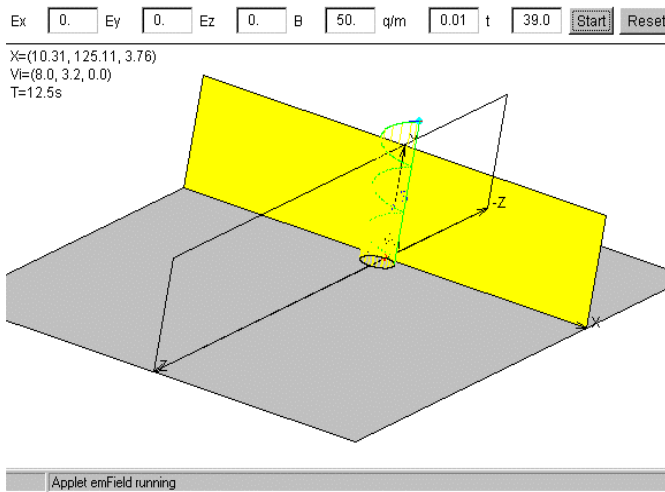 Ex 0. Ey 0. Ez 0. B 50. q/m 0.01 t 39.0 Start Reset
X=(10.31, 125.11, 3.76)
Vi=(8.0, 3.2, 0.0)
T=12.5s
Y
-Z
X
Z
Applet emField running